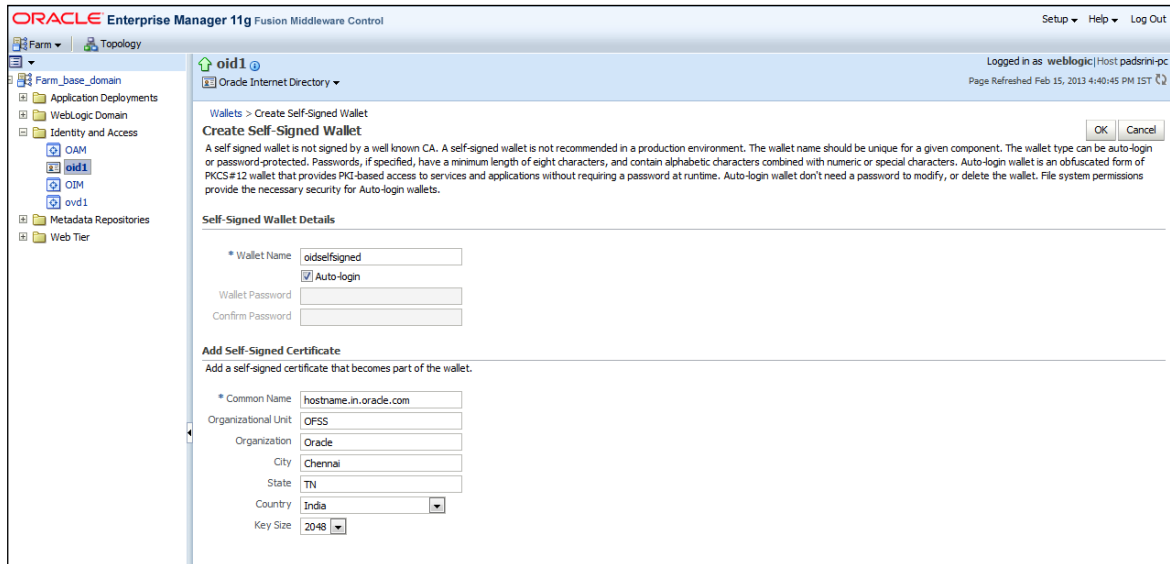 ORACLE Enterprise Manager 11g Fusion Middleware Control
Setup Help Log Out
Farm Topology
Farm_base_domain
Application Deployments
WebLogic Domain
Identity and Access
OAM
oid1
OIM
ovd1
Metadata Repositories
Web Tier
oid1
Logged in as weblogic|Host padsrini-pc
Oracle Internet Directory
Page Refreshed Feb 15, 2013 4:40:45 PM IST
Wallets > Create Self-Signed Wallet
Create Self-Signed Wallet
OK Cancel
A self signed wallet is not signed by a well known CA. A self-signed wallet is not recommended in a production environment. The wallet name should be unique for a given component. The wallet type can be auto-login
or password-protected. Passwords, if specified, have a minimum length of eight characters, and contain alphabetic characters combined with numeric or special characters. Auto-login wallet is an obfuscated form of
PKCS#12 wallet that provides PKI-based access to services and applications without requiring a password at runtime. Auto-login wallet don't need a password to modify, or delete the wallet. File system permissions
provide the necessary security for Auto-login wallets.
Self-Signed Wallet Details
* Wallet Name oidselfsigned
Auto-login
Wallet Password
Confirm Password
Add Self-Signed Certificate
Add a self-signed certificate that becomes part of the wallet.
* Common Name hostname.in.oracle.com
Organizational Unit OFSS
Organization Oracle
City Chennai
State TN
Country India
Key Size 2048